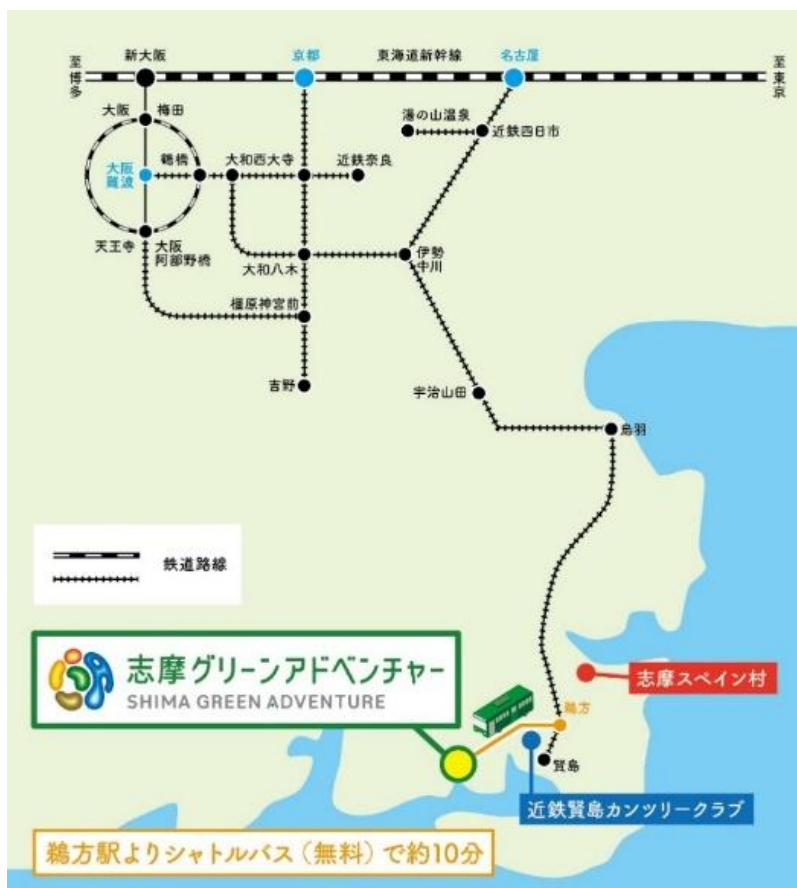 至博多
新大阪
京都
東海道新幹線
名古屋
至東京
大阪
梅田
湯の山温泉
近鉄四日市
大阪
難波
鶴橋
大和西大寺
近鉄奈良
天王寺
大阪
阿部野橋
大和八木
伊勢
中川
橿原神宮前
吉野
宇治山田
鳥羽
鉄道路線
志摩グリーンアドベンチャー
SHIMA GREEN ADVENTURE
志摩スペイン村
鵜方
賢島
近鉄賢島カンツリークラブ
鵜方駅よりシャトルバス（無料）で約10分